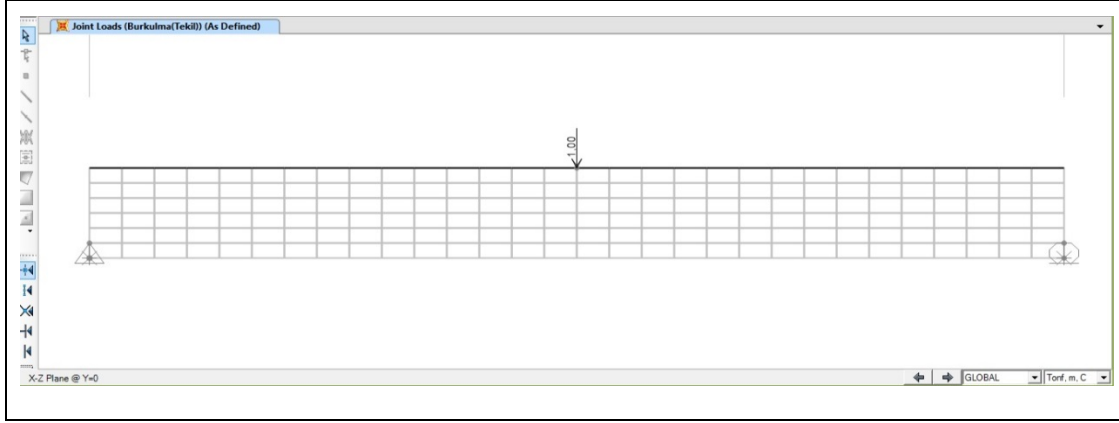 Joint Loads (Burkulma(Tekil)) (As Defined)
1.00
X-Z Plane @ Y=0
GLOBAL
Tonf, m, C